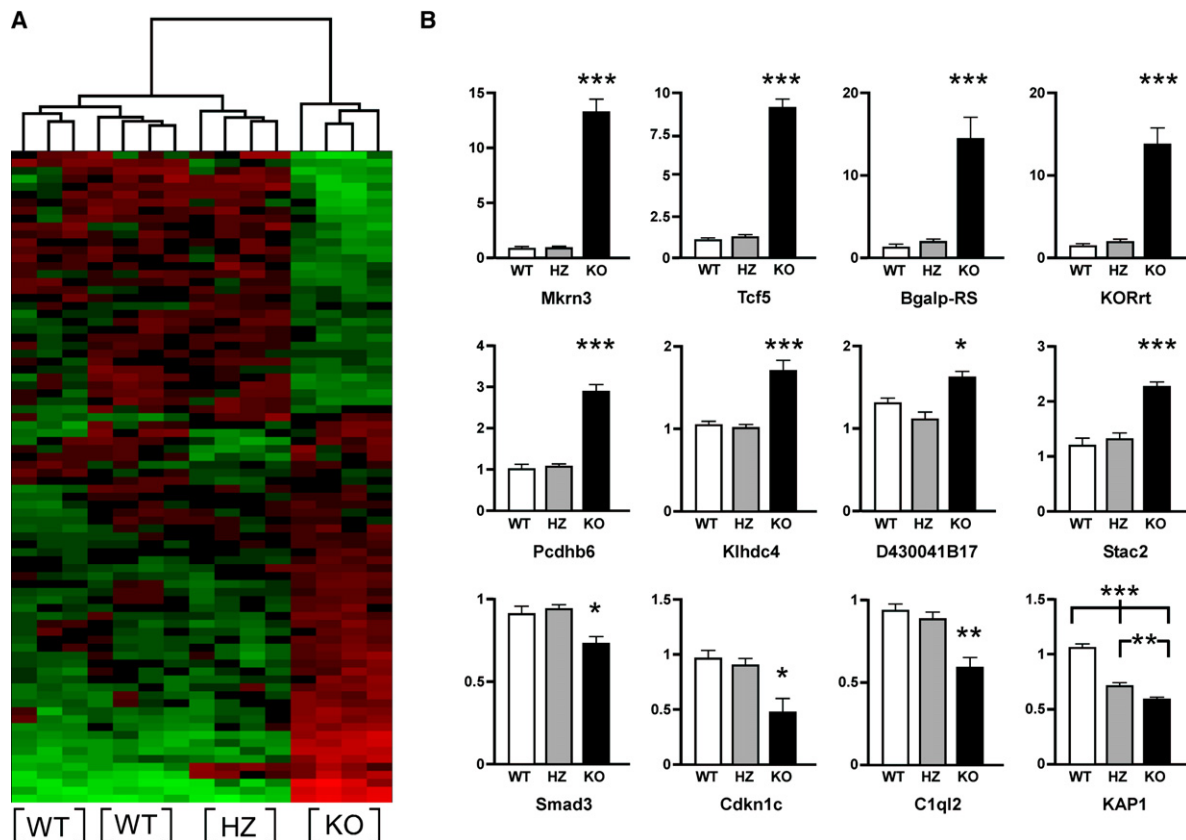 A
B
[WT] [WT] [HZ] [KO]
*** *** *** ***
15 10 20 20
10 7.5
5 5 10 10
2.5
0 0 0 0
WT HZ KO WT HZ KO WT HZ KO WT HZ KO
Mkrn3 Tcf5 Bgalp-RS KORrt
*** *** * ***
4 2 2 3
3 2
2 1 1
1 1
0 0 0 0
WT HZ KO WT HZ KO WT HZ KO WT HZ KO
Pcdhb6 Klhdc4 D430041B17 Stac2
1 1.5 1 1.5
* * ** *** **
1 1
0.5 0.5 0.5 0.5
0 0 0 0
WT HZ KO WT HZ KO WT HZ KO WT HZ KO
Smad3 Cdkn1c C1ql2 KAP1